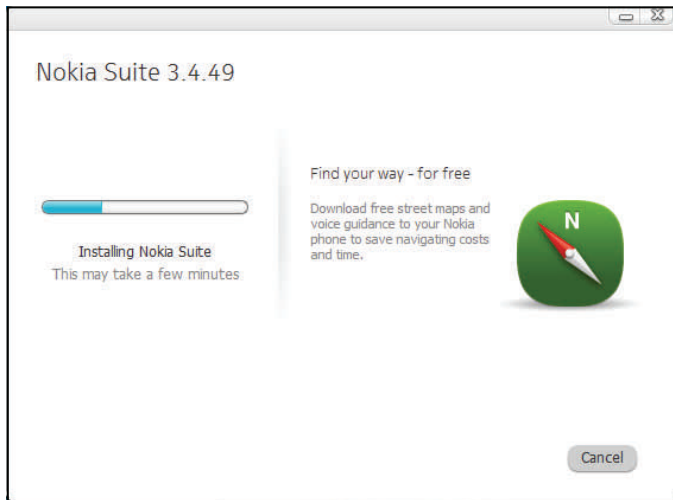 Nokia Suite 3.4.49
Installing Nokia Suite
This may take a few minutes
Find your way - for free
Download free street maps and
voice guidance to your Nokia
phone to save navigating costs
and time.
N
Cancel